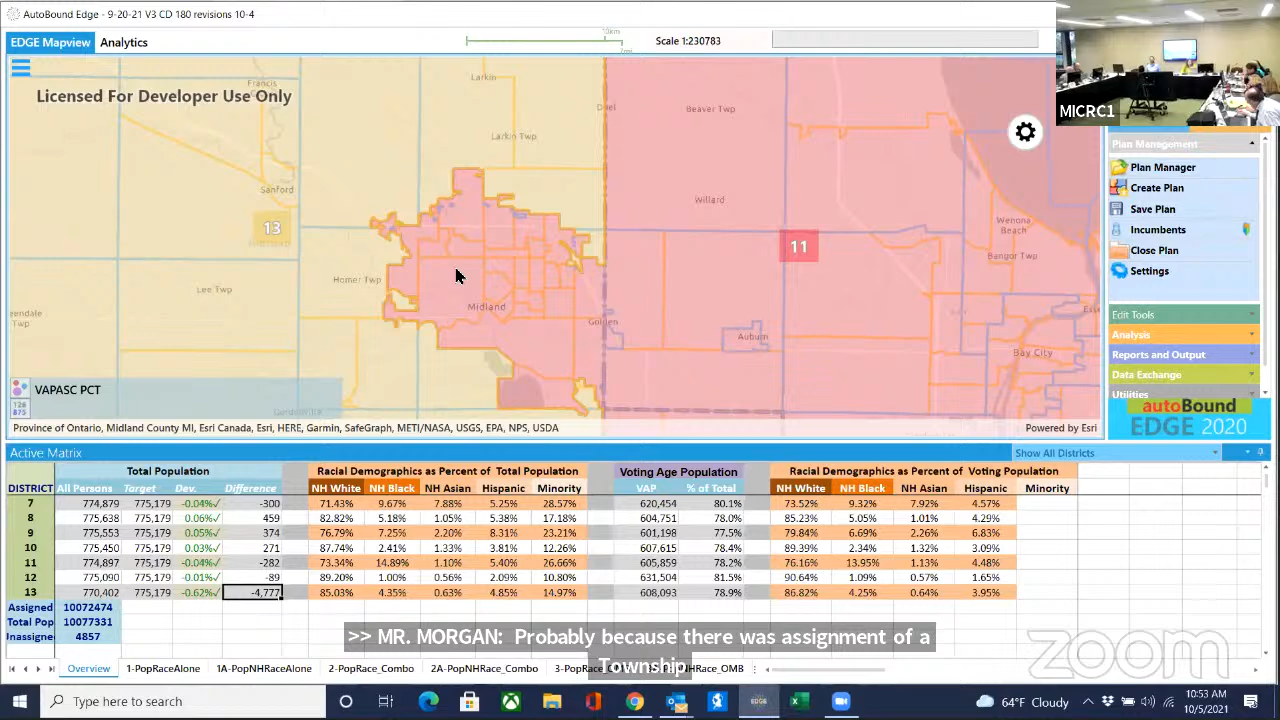 AutoBound Edge - 9-20-21 V3 CD 180 revisions 10-4
EDGE Mapview Analytics
10km
Scale 1:230783
Licensed For Developer Use Only
MICRC1
Francis
Larkin
Duel
Beaver Twp
Larkin Twp
Sanford
Willard
13
11
Wenona
Beach
Bangor Twp
Homer Twp
Lee Twp
Midland
Golden
Auburn
Bay City
eendale
Twp
Esse
Gordonville
VAPASC PCT
Province of Ontario, Midland County MI, Esri Canada, Esri, HERE, Garmin, SafeGraph, METI/NASA, USGS, EPA, NPS, USDA
Powered by Esri
Plan Management
Plan Manager
Create Plan
Save Plan
Incumbents
Close Plan
Settings
Edit Tools
Analysis
Reports and Output
Data Exchange
Utilities
autoBound
EDGE 2020
Active Matrix
Show All Districts
Total Population Racial Demographics as Percent of Total Population Voting Age Population Racial Demographics as Percent of Voting Population
DISTRICT All Persons Target Dev. Difference NH White NH Black NH Asian Hispanic Minority VAP % of Total NH White NH Black NH Asian Hispanic Minority
7 774,879 775,179 -0.04%✓ -300 71.43% 9.67% 7.88% 5.25% 28.57% 620,454 80.1% 73.52% 9.32% 7.92% 4.57%
8 775,638 775,179 0.06%✓ 459 82.82% 5.18% 1.05% 5.38% 17.18% 604,751 78.0% 85.23% 5.05% 1.01% 4.29%
9 775,553 775,179 0.05%✓ 374 76.79% 7.25% 2.20% 8.31% 23.21% 601,198 77.5% 79.84% 6.69% 2.26% 6.83%
10 775,450 775,179 0.03%✓ 271 87.74% 2.41% 1.33% 3.81% 12.26% 607,615 78.4% 89.39% 2.34% 1.32% 3.09%
11 774,897 775,179 -0.04%✓ -282 73.34% 14.89% 1.10% 5.40% 26.66% 605,859 78.2% 76.16% 13.95% 1.13% 4.48%
12 775,090 775,179 -0.01%✓ -89 89.20% 1.00% 0.56% 2.09% 10.80% 631,504 81.5% 90.64% 1.09% 0.57% 1.65%
13 770,402 775,179 -0.62%✓ -4,777 85.03% 4.35% 0.63% 4.85% 14.97% 608,093 78.9% 86.82% 4.25% 0.64% 3.95%
Assigned 10072474
Total Pop 10077331
Unassigne 4857
>> MR. MORGAN: Probably because there was assignment of a
Township
zoom
Overview 1-PopRaceAlone 1A-PopNHRaceAlone 2-PopRace_Combo 2A-PopNHRace_Combo 3-PopRace_OMB
Type here to search
64°F Cloudy
10:53 AM
10/5/2021